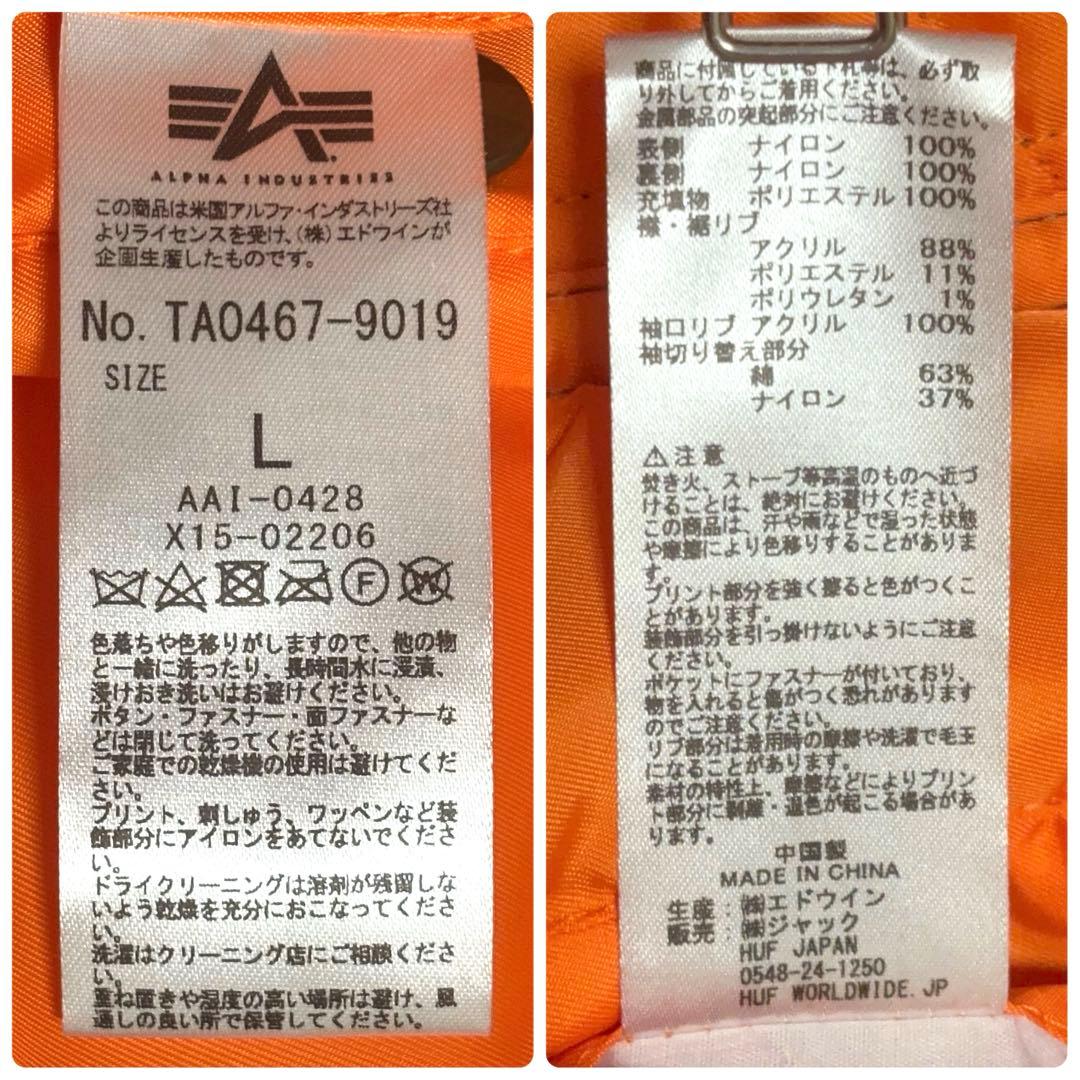 ALPHA INDUSTRIES
この商品は米国アルファ・インダストリーズ社
よりライセンスを受け、(株)エドウインが
企画生産したものです。
No. TA0467-9019
SIZE
L
AAI-0428
X15-02206
F W
色落ちや色移りがしますので、他の物
と一緒に洗ったり、長時間水に浸漬、
浸けおき洗いはお避けください。
ボタン・ファスナー・面ファスナーな
どは閉じて洗ってください。
ご家庭での乾燥機の使用は避けてくだ
さい。
プリント、刺しゅう、ワッペンなど装
飾部分にアイロンをあてないでくださ
い。
ドライクリーニングは溶剤が残留しな
いよう乾燥を充分におこなってくださ
い。
洗濯はクリーニング店にご相談くださ
い。
重ね置きや湿度の高い場所は避け、風
通しの良い所で保管してください。
商品に付属している下札等は、必ず取
り外してからご着用ください。
金属部品の突起部分にご注意ください。
表側 ナイロン 100%
裏側 ナイロン 100%
充填物 ポリエステル 100%
襟・裾リブ
アクリル 88%
ポリエステル 11%
ポリウレタン 1%
袖口リブ アクリル 100%
袖切り替え部分
綿 63%
ナイロン 37%
⚠注意
焚き火、ストーブ等高温のものへ近づ
けることは、絶対にお避けください。
この商品は、汗や雨などで湿った状態
や摩擦により色移りすることがありま
す。
プリント部分を強く擦ると色がつくこ
とがあります。
装飾部分を引っ掛けないようにご注意
ください。
ポケットにファスナーが付いており、
物を入れると傷がつく恐れがあります
のでご注意ください。
リブ部分は着用時の摩擦や洗濯で毛玉
になることがあります。
素材の特性上、摩擦などによりプリン
ト部分に剥離・退色が起こる場合があ
ります。
中国製
MADE IN CHINA
生産:㈱エドウイン
販売:㈱ジャック
HUF JAPAN
0548-24-1250
HUF WORLDWIDE.JP